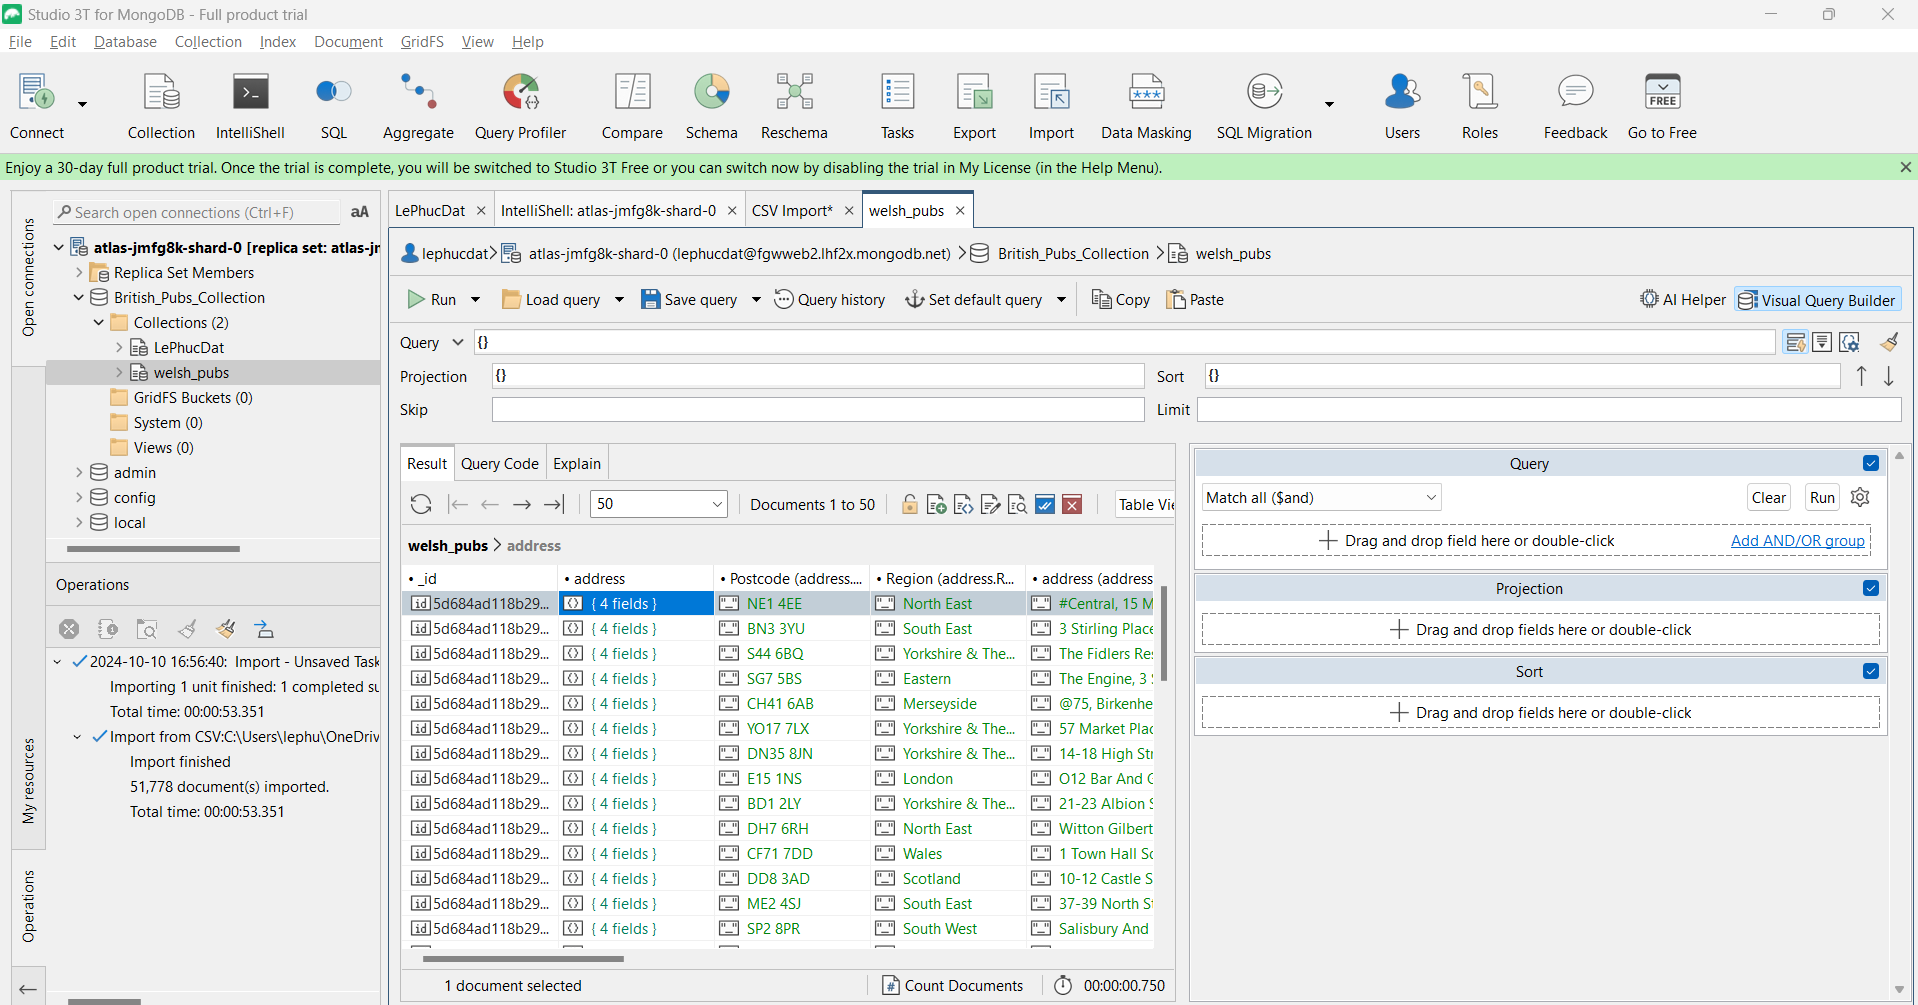 Studio 3T for MongoDB - Full product trial
File Edit Database Collection Index Document GridFS View Help
Connect Collection IntelliShell SQL Aggregate Query Profiler Compare Schema Reschema Tasks Export Import Data Masking SQL Migration Users Roles Feedback Go to Free
Enjoy a 30-day full product trial. Once the trial is complete, you will be switched to Studio 3T Free or you can switch now by disabling the trial in My License (in the Help Menu).
Open connections
My resources
Operations
Search open connections (Ctrl+F) aA
atlas-jmfg8k-shard-0 [replica set: atlas-jr
Replica Set Members
British_Pubs_Collection
Collections (2)
LePhucDat
welsh_pubs
GridFS Buckets (0)
System (0)
Views (0)
admin
config
local
Operations
2024-10-10 16:56:40: Import - Unsaved Task
Importing 1 unit finished: 1 completed su
Total time: 00:00:53.351
Import from CSV:C:\Users\lephu\OneDriv
Import finished
51,778 document(s) imported.
Total time: 00:00:53.351
LePhucDat IntelliShell: atlas-jmfg8k-shard-0 CSV Import* welsh_pubs
lephucdat> atlas-jmfg8k-shard-0 (lephucdat@fgwweb2.lhf2x.mongodb.net) > British_Pubs_Collection > welsh_pubs
Run Load query Save query Query history Set default query Copy Paste AI Helper Visual Query Builder
Query {}
Projection {} Sort {}
Skip Limit
Result Query Code Explain
50 Documents 1 to 50 Table Vie
welsh_pubs > address
_id address Postcode (address.... Region (address.R... address (address
5d684ad118b29... { 4 fields } NE1 4EE North East #Central, 15 M
5d684ad118b29... { 4 fields } BN3 3YU South East 3 Stirling Place
5d684ad118b29... { 4 fields } S44 6BQ Yorkshire & The... The Fidlers Res
5d684ad118b29... { 4 fields } SG7 5BS Eastern The Engine, 3 S
5d684ad118b29... { 4 fields } CH41 6AB Merseyside @75, Birkenhe
5d684ad118b29... { 4 fields } YO17 7LX Yorkshire & The... 57 Market Plac
5d684ad118b29... { 4 fields } DN35 8JN Yorkshire & The... 14-18 High Str
5d684ad118b29... { 4 fields } E15 1NS London O12 Bar And G
5d684ad118b29... { 4 fields } BD1 2LY Yorkshire & The... 21-23 Albion S
5d684ad118b29... { 4 fields } DH7 6RH North East Witton Gilbert
5d684ad118b29... { 4 fields } CF71 7DD Wales 1 Town Hall Sc
5d684ad118b29... { 4 fields } DD8 3AD Scotland 10-12 Castle S
5d684ad118b29... { 4 fields } ME2 4SJ South East 37-39 North St
5d684ad118b29... { 4 fields } SP2 8PR South West Salisbury And
1 document selected Count Documents 00:00:00.750
Query
Match all ($and) Clear Run
Drag and drop field here or double-click Add AND/OR group
Projection
Drag and drop fields here or double-click
Sort
Drag and drop fields here or double-click